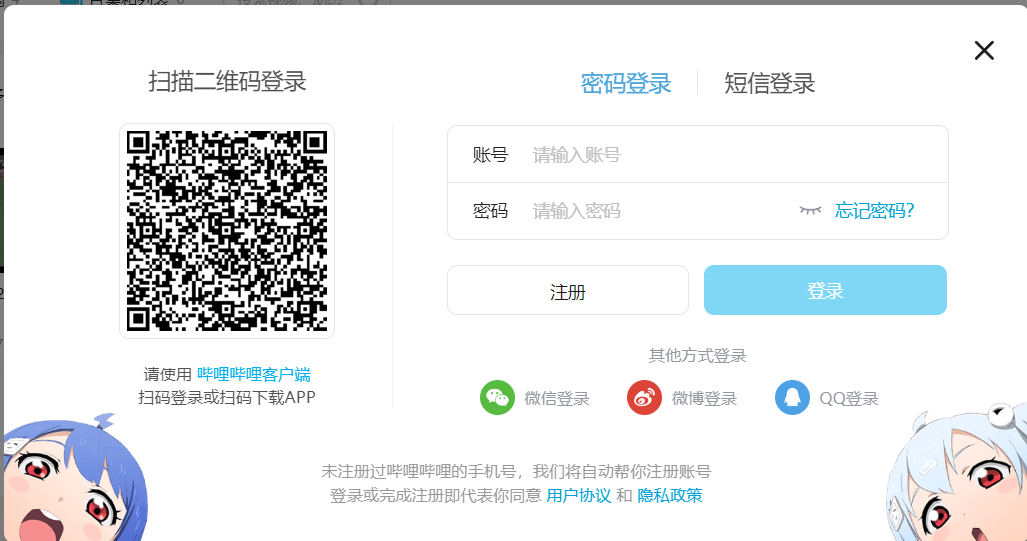 扫描二维码登录
请使用 哔哩哔哩客户端
扫码登录或扫码下载APP
密码登录 短信登录
账号 请输入账号
密码 请输入密码 忘记密码?
注册 登录
其他方式登录
微信登录 微博登录 QQ登录
未注册过哔哩哔哩的手机号，我们将自动帮你注册账号
登录或完成注册即代表你同意 用户协议 和 隐私政策